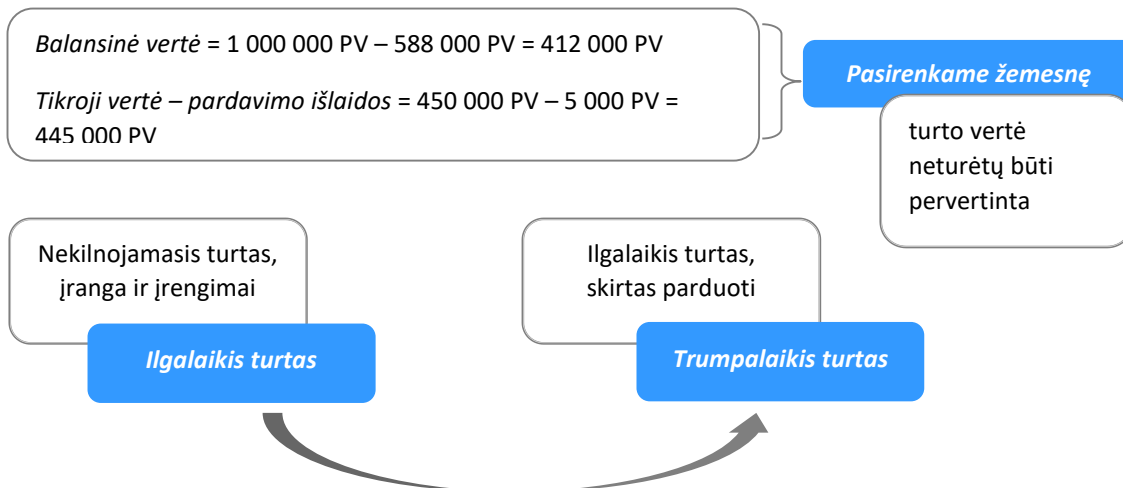 Balansinė vertė = 1 000 000 PV – 588 000 PV = 412 000 PV
Tikroji vertė – pardavimo išlaidos = 450 000 PV – 5 000 PV =
445 000 PV
Pasirenkame žemesnę
turto vertė
neturėtų būti
pervertinta
Nekilnojamasis turtas,
įranga ir įrengimai
Ilgalaikis turtas
Ilgalaikis turtas,
skirtas parduoti
Trumpalaikis turtas